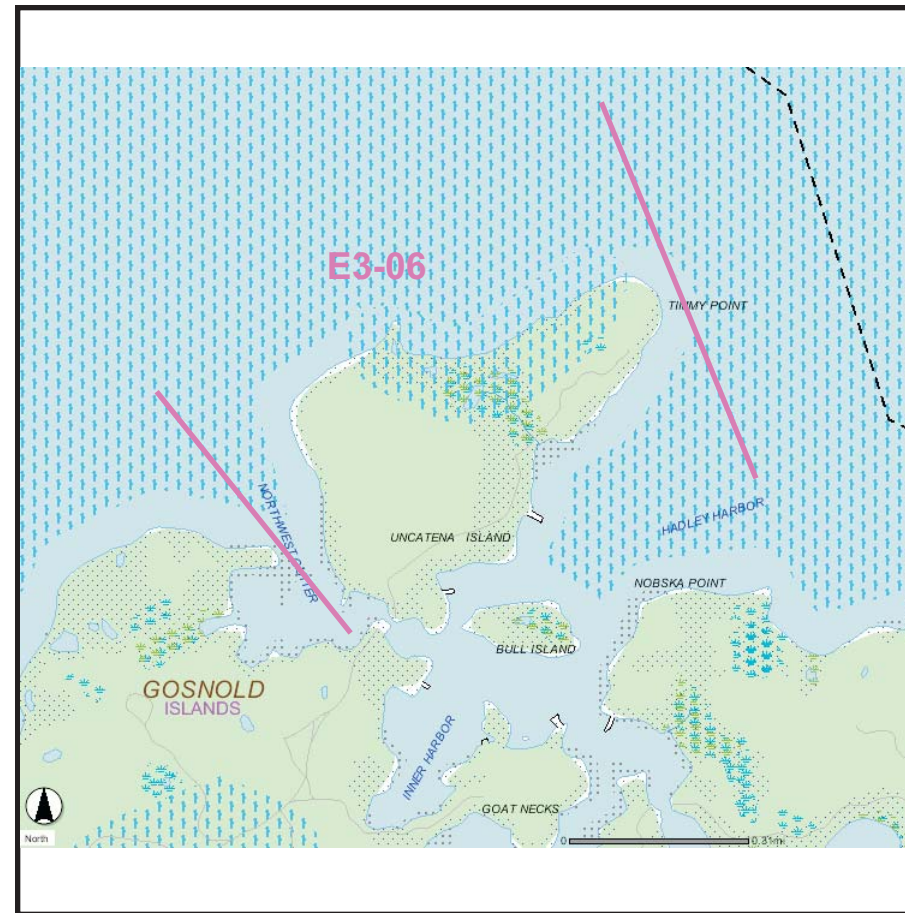 E3-06
TIMMY POINT
NORTHWEST GUTTER
HADLEY HARBOR
UNCATENA ISLAND
NOBSKA POINT
BULL ISLAND
GOSNOLD
ISLANDS
INNER HARBOR
GOAT NECKS
North
0 0.31mi